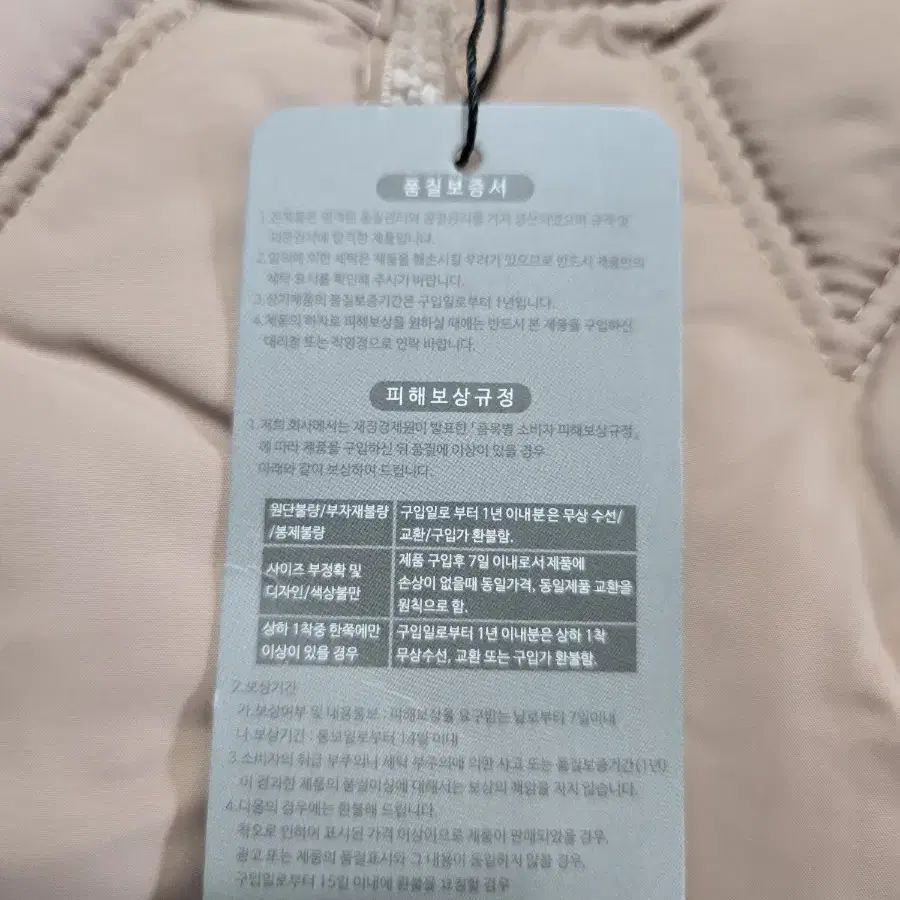 품질보증서
1. 본제품은 엄격한 품질관리와 공정관리를 거쳐 생산되었으며 규격 및
외관검사에 합격한 제품입니다.
2. 임의에 의한 세탁은 제품을 훼손시킬 우려가 있으므로 반드시 제품안의
세탁 표시를 확인해 주시기 바랍니다.
3. 상기제품의 품질보증기간은 구입일로부터 1년입니다.
4. 제품의 하자로 피해보상을 원하실 때에는 반드시 본 제품을 구입하신
대리점 또는 직영점으로 연락 바랍니다.
피해보상규정
1. 저희 회사에서는 재정경제원이 발표한「품목별 소비자 피해보상규정」
에 따라 제품을 구입하신 뒤 품질에 이상이 있을 경우
아래와 같이 보상하여 드립니다.
원단불량/부자재불량
/봉제불량
구입일로 부터 1년 이내분은 무상 수선/
교환/구입가 환불함.
사이즈 부정확 및
디자인/색상불만
제품 구입후 7일 이내로서 제품에
손상이 없을때 동일가격, 동일제품 교환을
원칙으로 함.
상하 1착중 한쪽에만
이상이 있을 경우
구입일로부터 1년 이내분은 상하 1착
무상수선, 교환 또는 구입가 환불함.
2. 보상기간
가. 보상여부 및 내용통보 : 피해보상을 요구받는 날로부터 7일이내
나. 보상기간 : 통보일로부터 14일 이내
3. 소비자의 취급 부주의나 세탁 부주의에 의한 사고 또는 품질보증기간(1년)
이 경과한 제품의 품질이상에 대해서는 보상의 책임을 지지 않습니다.
4. 다음의 경우에는 환불해 드립니다.
착오로 인하여 표시된 가격 이상으로 제품이 판매되었을 경우,
광고 또는 제품의 품질표시와 그 내용이 동일하지 않을 경우,
구입일로부터 15일 이내에 환불을 요청할 경우